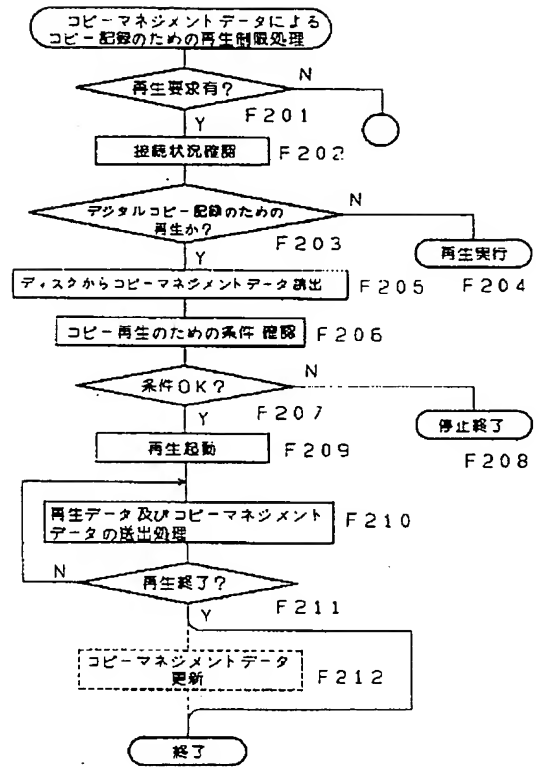 コピーマネジメントデータによる
コピー記録のための再生制限処理
再生要求有?
N
F201
Y
接続状況確認
F202
デジタルコピー記録のための
再生か?
N
F203
Y
再生実行
F204
ディスクからコピーマネジメントデータ読出
F205
コピー再生のための条件確認
F206
条件OK?
N
F207
Y
停止終了
F208
再生起動
F209
再生データ及びコピーマネジメント
データの送出処理
F210
再生終了?
N
F211
Y
コピーマネジメントデータ
更新
F212
終了